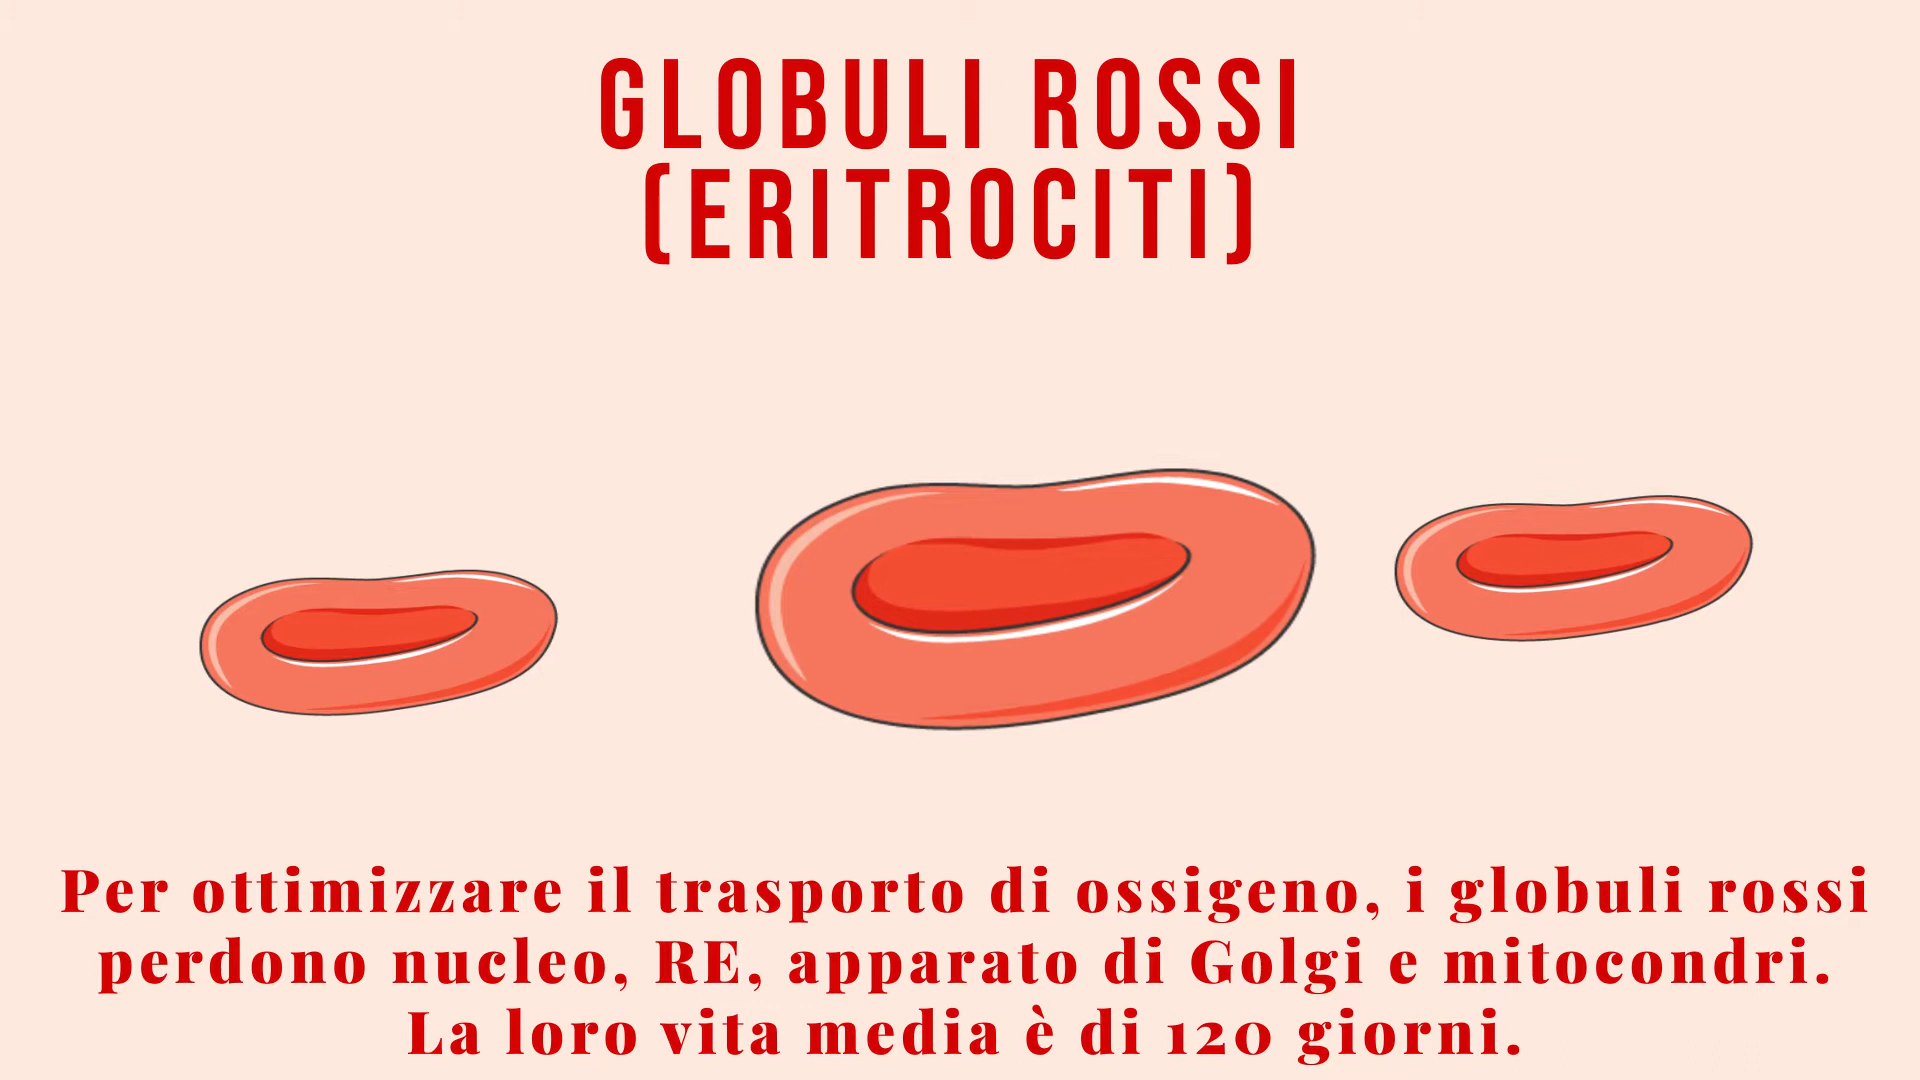 GLOBULI ROSSI
(ERITROCITI)
Per ottimizzare il trasporto di ossigeno, i globuli rossi
perdono nucleo, RE, apparato di Golgi e mitocondri.
La loro vita media è di 120 giorni.